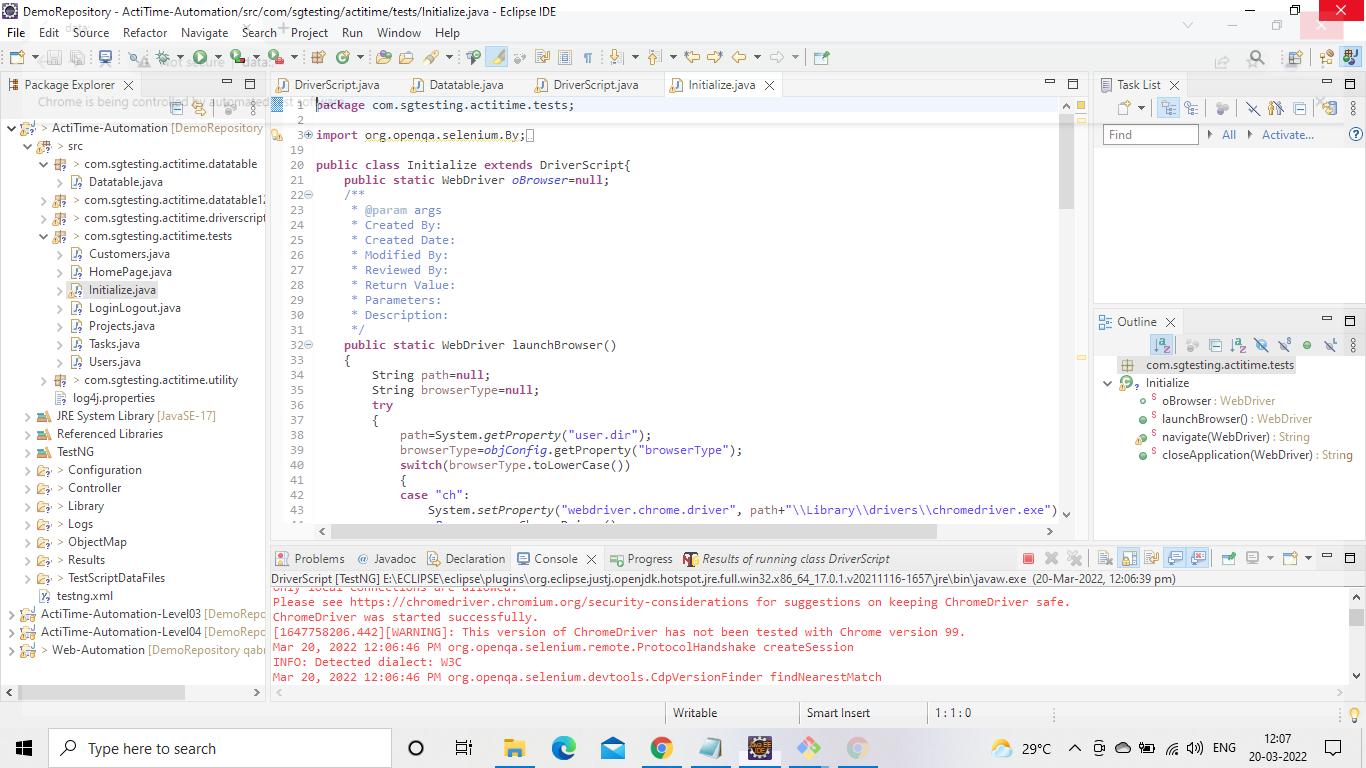 DemoRepository - ActiTime-Automation/src/com/sgtesting/actitime/tests/Initialize.java - Eclipse IDE
File Edit Source Refactor Navigate Search Project Run Window Help
Not secure | data:
Package Explorer
DriverScript.java Datatable.java DriverScript.java Initialize.java
Task List
Chrome is being controlled by automated test software.
ActiTime-Automation [DemoRepository
> src
> com.sgtesting.actitime.datatable
Datatable.java
> com.sgtesting.actitime.datatable12
> com.sgtesting.actitime.driverscript
> com.sgtesting.actitime.tests
Customers.java
HomePage.java
Initialize.java
LoginLogout.java
Projects.java
Tasks.java
Users.java
> com.sgtesting.actitime.utility
log4j.properties
JRE System Library [JavaSE-17]
Referenced Libraries
TestNG
> Configuration
> Controller
> Library
> Logs
> ObjectMap
> Results
> TestScriptDataFiles
testng.xml
> ActiTime-Automation-Level03 [DemoRepo
> ActiTime-Automation-Level04 [DemoRepo
> Web-Automation [DemoRepository qabr
1 package com.sgtesting.actitime.tests;
2
3 import org.openqa.selenium.By;
19
20 public class Initialize extends DriverScript{
21 public static WebDriver oBrowser=null;
22 /**
23 * @param args
24 * Created By:
25 * Created Date:
26 * Modified By:
27 * Reviewed By:
28 * Return Value:
29 * Parameters:
30 * Description:
31 */
32 public static WebDriver launchBrowser()
33 {
34 String path=null;
35 String browserType=null;
36 try
37 {
38 path=System.getProperty("user.dir");
39 browserType=objConfig.getProperty("browserType");
40 switch(browserType.toLowerCase())
41 {
42 case "ch":
43 System.setProperty("webdriver.chrome.driver", path+"\\Library\\drivers\\chromedriver.exe")
Find All Activate...
Outline
com.sgtesting.actitime.tests
Initialize
oBrowser : WebDriver
launchBrowser() : WebDriver
navigate(WebDriver) : String
closeApplication(WebDriver) : String
Problems @ Javadoc Declaration Console Progress Results of running class DriverScript
DriverScript [TestNG] E:\ECLIPSE\eclipse\plugins\org.eclipse.justj.openjdk.hotspot.jre.full.win32.x86_64_17.0.1.v20211116-1657\jre\bin\javaw.exe (20-Mar-2022, 12:06:39 pm)
Only local connections are allowed.
Please see https://chromedriver.chromium.org/security-considerations for suggestions on keeping ChromeDriver safe.
ChromeDriver was started successfully.
[1647758206.442][WARNING]: This version of ChromeDriver has not been tested with Chrome version 99.
Mar 20, 2022 12:06:46 PM org.openqa.selenium.remote.ProtocolHandshake createSession
INFO: Detected dialect: W3C
Mar 20, 2022 12:06:46 PM org.openqa.selenium.devtools.CdpVersionFinder findNearestMatch
Writable Smart Insert 1 : 1 : 0
Type here to search
29°C ENG 12:07
20-03-2022